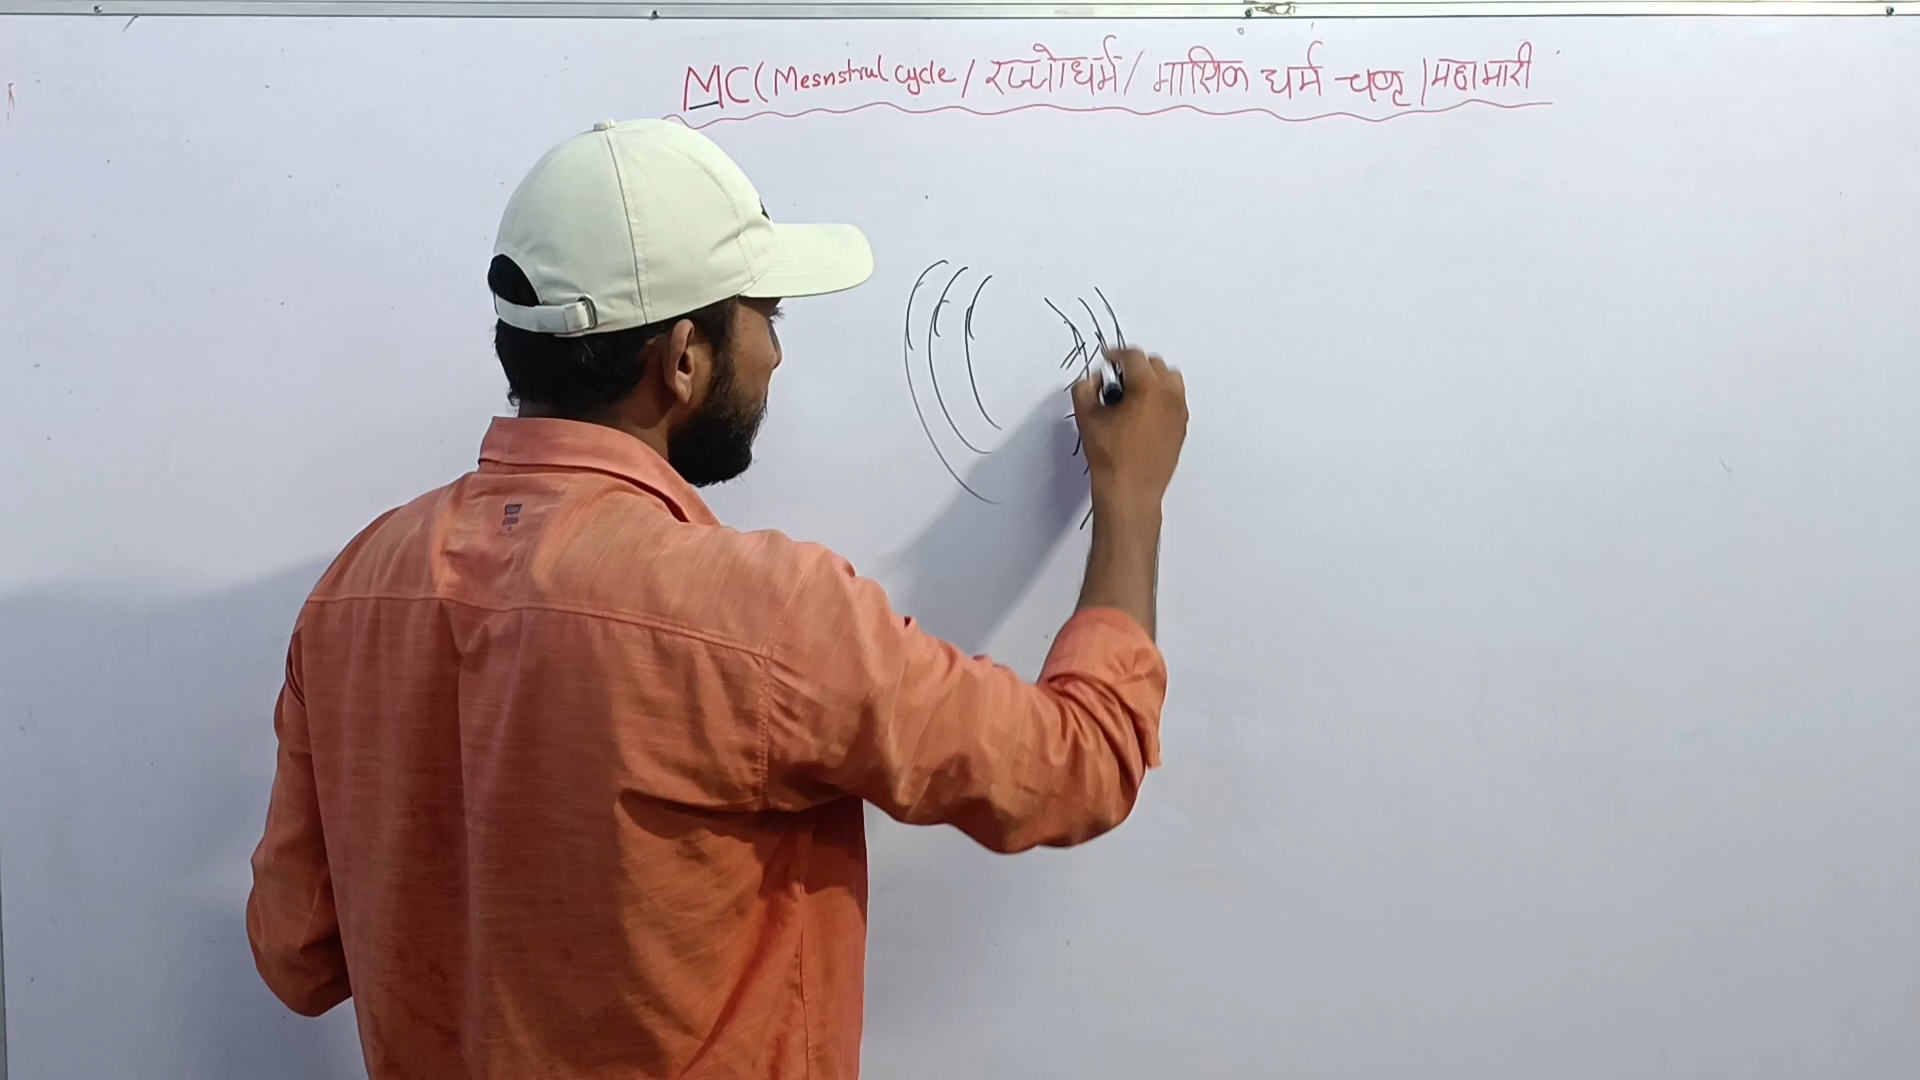 MC(Mesnstrul cycle / रज्जोधर्म / मासिक धर्म चक्र | महामारी